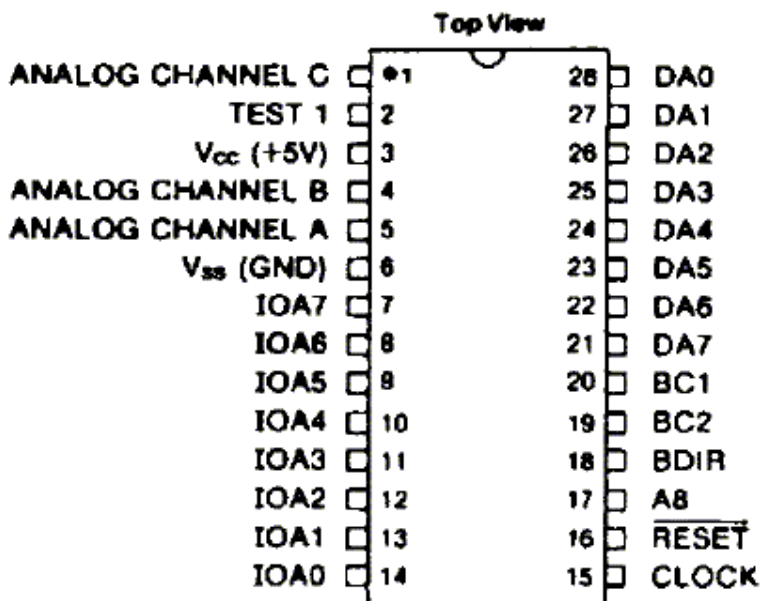 Top View
ANALOG CHANNEL C 1 28 DA0
TEST 1 2 27 DA1
Vcc (+5V) 3 26 DA2
ANALOG CHANNEL B 4 25 DA3
ANALOG CHANNEL A 5 24 DA4
Vss (GND) 6 23 DA5
IOA7 7 22 DA6
IOA6 8 21 DA7
IOA5 9 20 BC1
IOA4 10 19 BC2
IOA3 11 18 BDIR
IOA2 12 17 A8
IOA1 13 16 RESET
IOA0 14 15 CLOCK